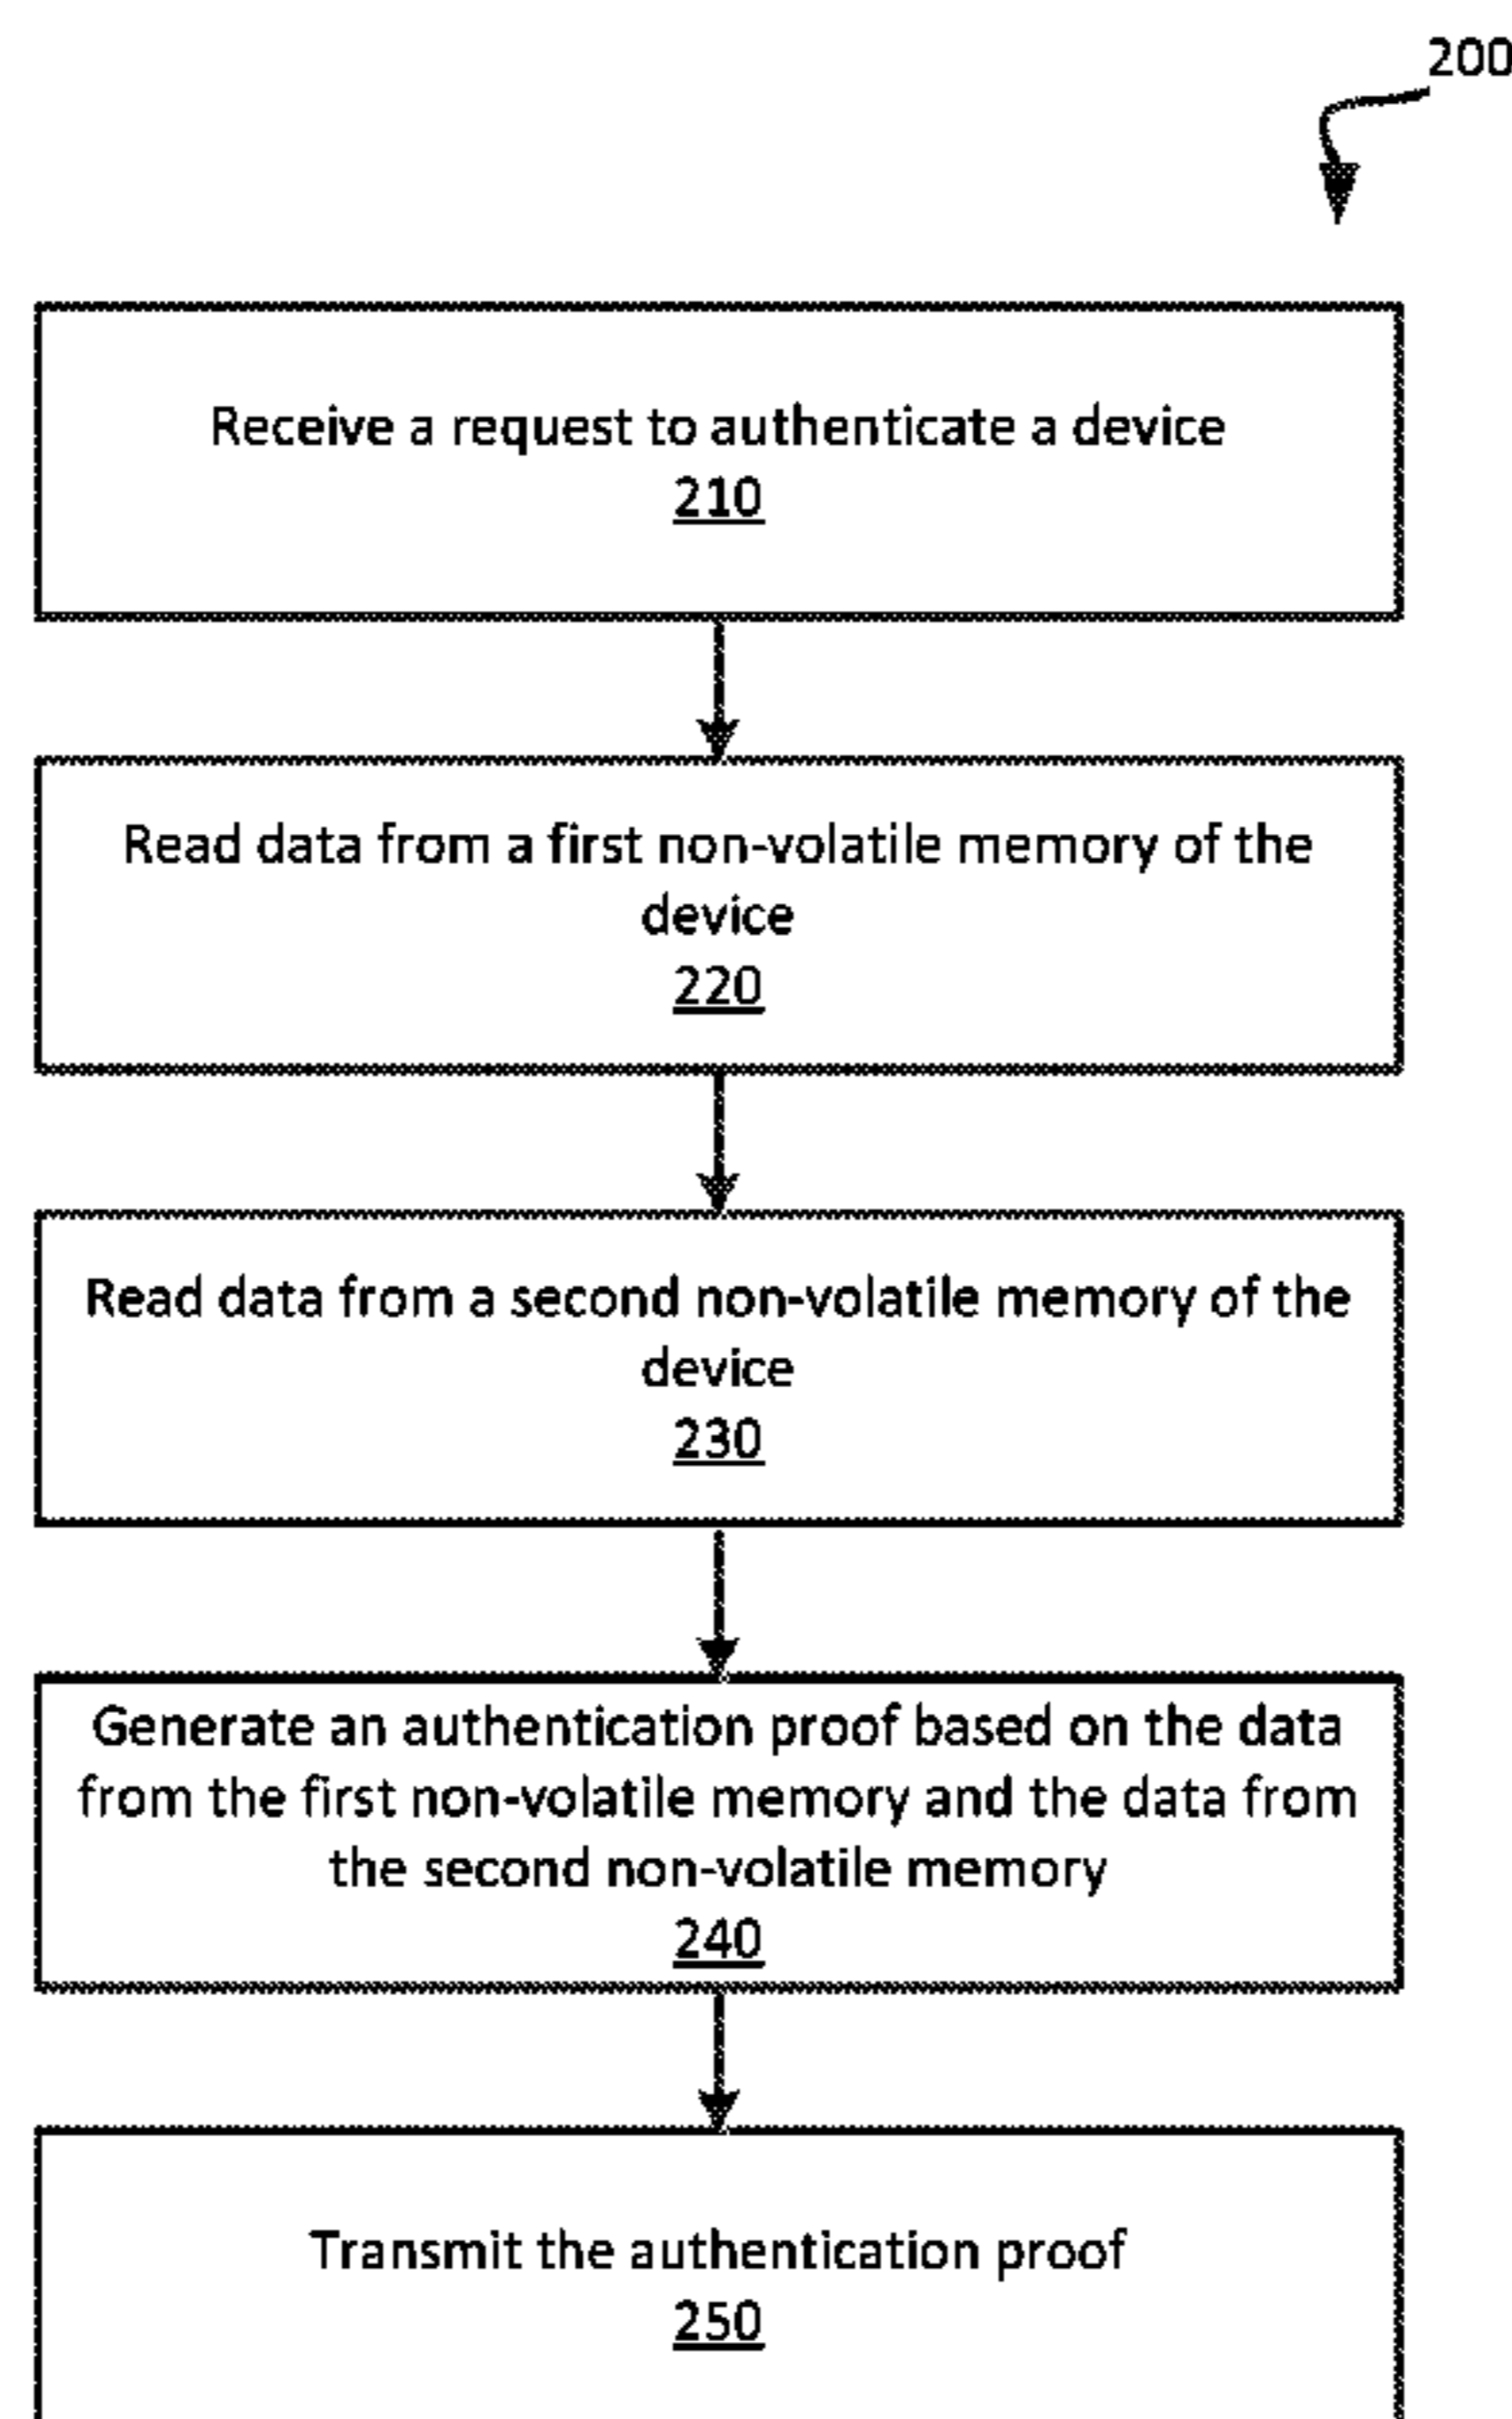 200
Receive a request to authenticate a device
210
Read data from a first non-volatile memory of the
device
220
Read data from a second non-volatile memory of the
device
230
Generate an authentication proof based on the data
from the first non-volatile memory and the data from
the second non-volatile memory
240
Transmit the authentication proof
250